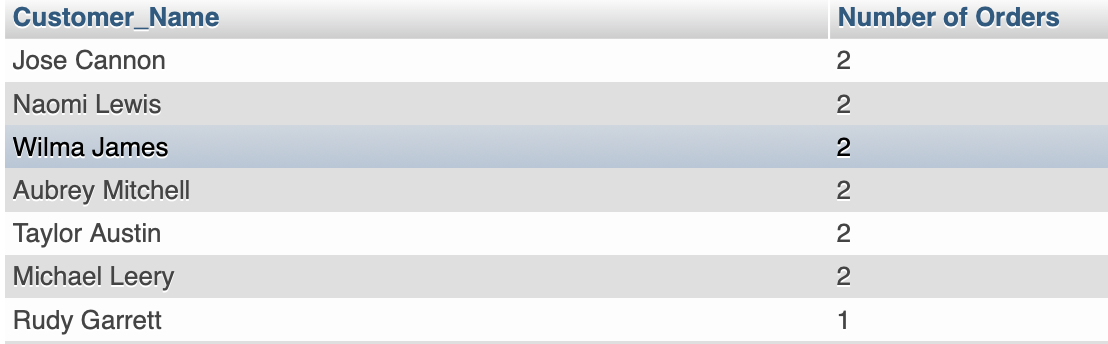 Customer_Name Number of Orders
Jose Cannon 2
Naomi Lewis 2
Wilma James 2
Aubrey Mitchell 2
Taylor Austin 2
Michael Leery 2
Rudy Garrett 1